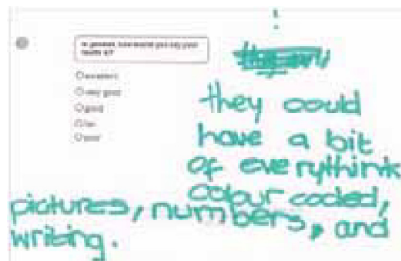 In general, how would you say your
health is?
excellent
very good
good
fair
poor
they could
have a bit
of everythink
colour coded,
pictures, numbers, and
writing.